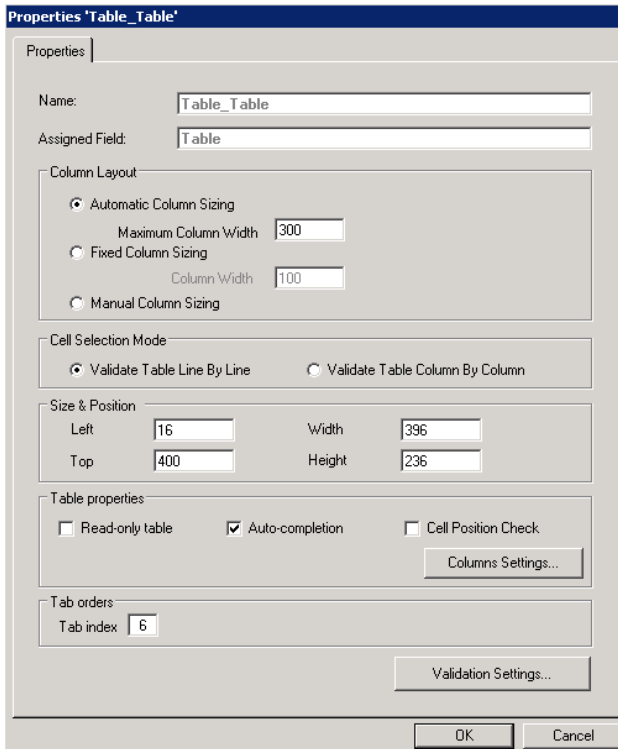 Properties 'Table_Table'
Properties
Name: Table_Table
Assigned Field: Table
Column Layout
Automatic Column Sizing
Maximum Column Width 300
Fixed Column Sizing
Column Width 100
Manual Column Sizing
Cell Selection Mode
Validate Table Line By Line Validate Table Column By Column
Size & Position
Left 16 Width 396
Top 400 Height 236
Table properties
Read-only table Auto-completion Cell Position Check
Columns Settings...
Tab orders
Tab index 6
Validation Settings...
OK Cancel